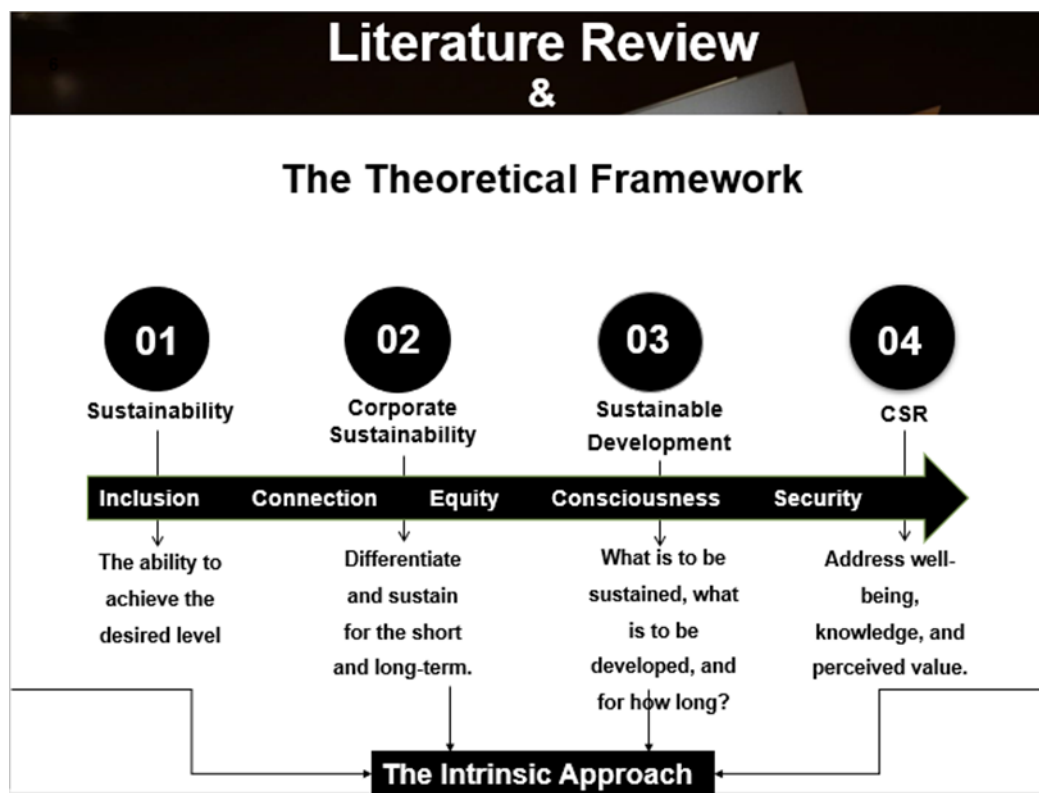 Literature Review
&
The Theoretical Framework
01
Sustainability
02
Corporate
Sustainability
03
Sustainable
Development
04
CSR
Inclusion Connection Equity Consciousness Security
The ability to
achieve the
desired level
Differentiate
and sustain
for the short
and long-term.
What is to be
sustained, what
is to be
developed, and
for how long?
Address well-
being,
knowledge, and
perceived value.
The Intrinsic Approach